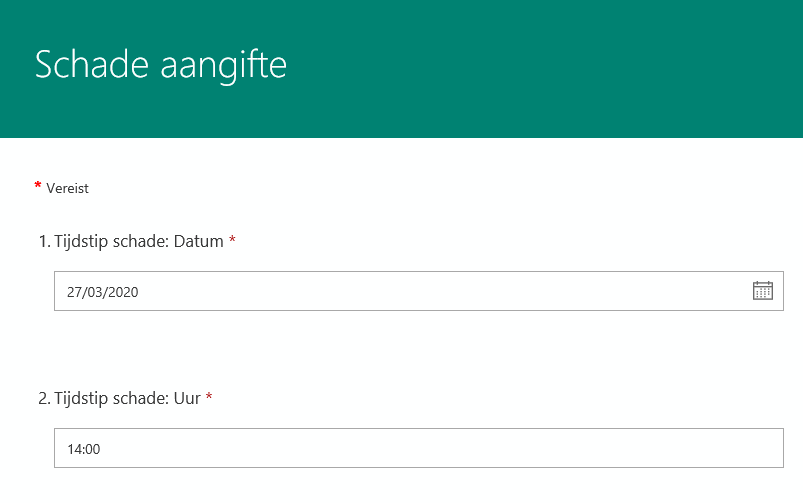 Schade aangifte
* Vereist
1. Tijdstip schade: Datum *
27/03/2020
2. Tijdstip schade: Uur *
14:00